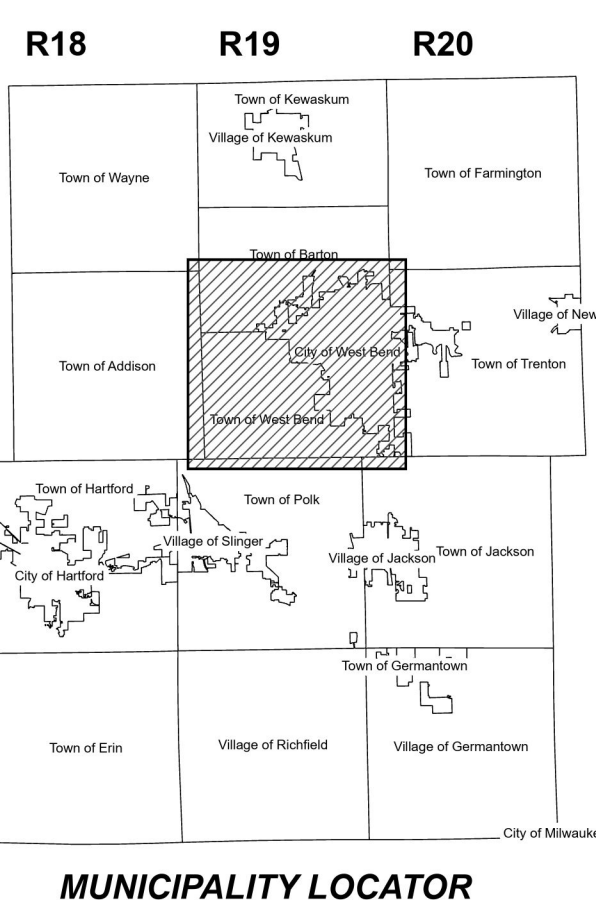 R18 R19 R20
Town of Kewaskum
Village of Kewaskum
Town of Wayne
Town of Farmington
Town of Barton
Village of New
City of West Bend
Town of Addison
Town of Trenton
Town of West Bend
Town of Hartford
Town of Polk
Village of Slinger
Town of Jackson
Village of Jackson
City of Hartford
Town of Germantown
Town of Erin
Village of Richfield
Village of Germantown
City of Milwauke
MUNICIPALITY LOCATOR